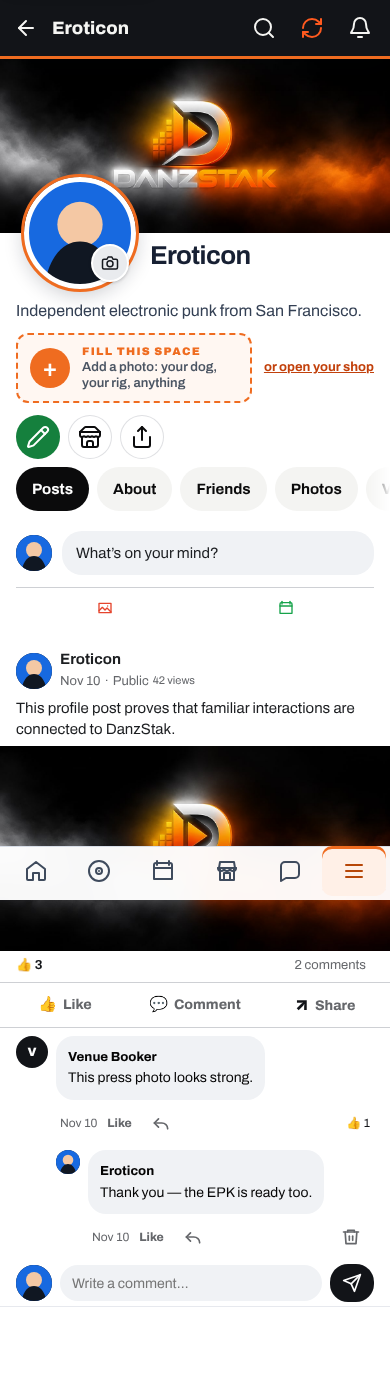 Eroticon
DANZSTAK
Eroticon
Independent electronic punk from San Francisco.
+
FILL THIS SPACE
Add a photo: your dog,
your rig, anything
or open your shop
Posts
About
Friends
Photos
What's on your mind?
Eroticon
Nov 10 · Public 42 views
This profile post proves that familiar interactions are
connected to DanzStak.
👍 3
2 comments
👍 Like
💬 Comment
Share
V
Venue Booker
This press photo looks strong.
Nov 10 Like
👍 1
Eroticon
Thank you — the EPK is ready too.
Nov 10 Like
Write a comment...